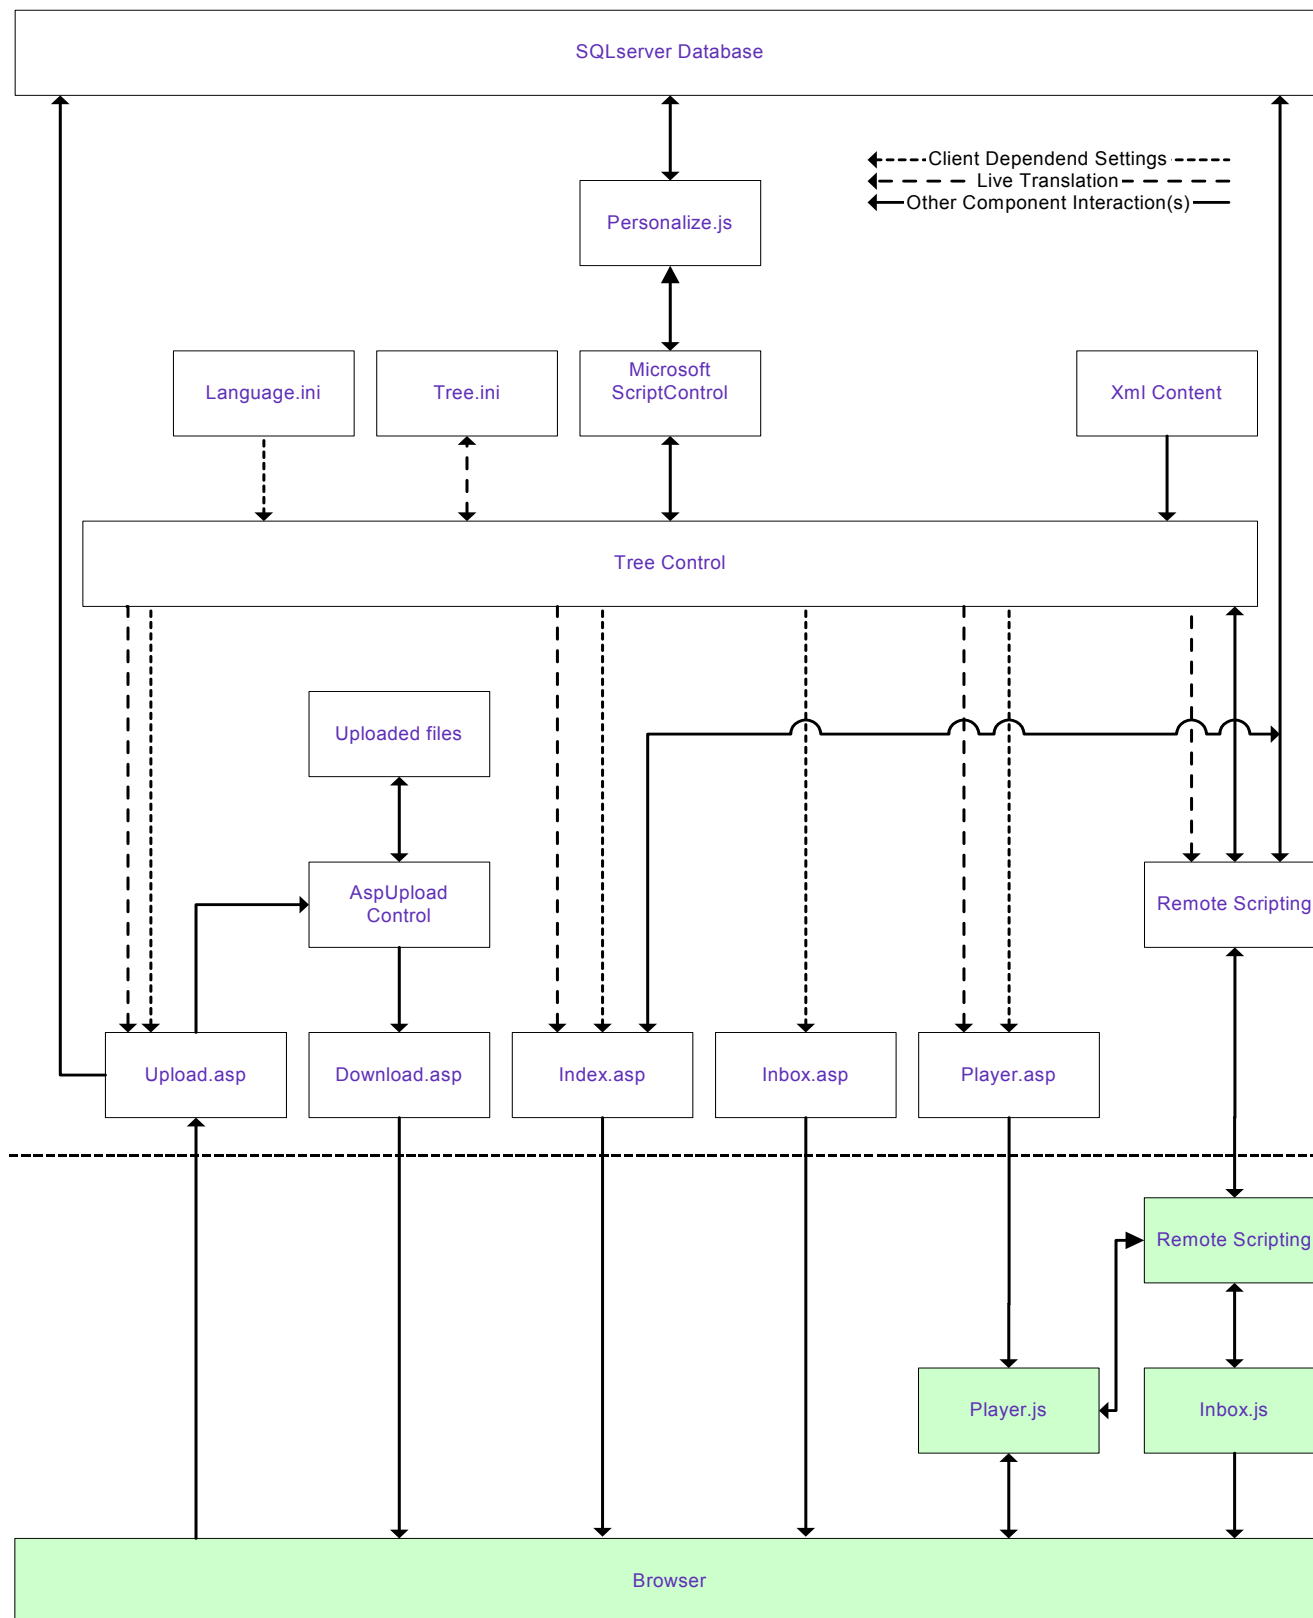 SQLserver Database
Client Dependend Settings
Live Translation
Other Component Interaction(s)
Personalize.js
Language.ini
Tree.ini
Microsoft
ScriptControl
Xml Content
Tree Control
Uploaded files
AspUpload
Control
Remote Scripting
Upload.asp
Download.asp
Index.asp
Inbox.asp
Player.asp
Remote Scripting
Player.js
Inbox.js
Browser